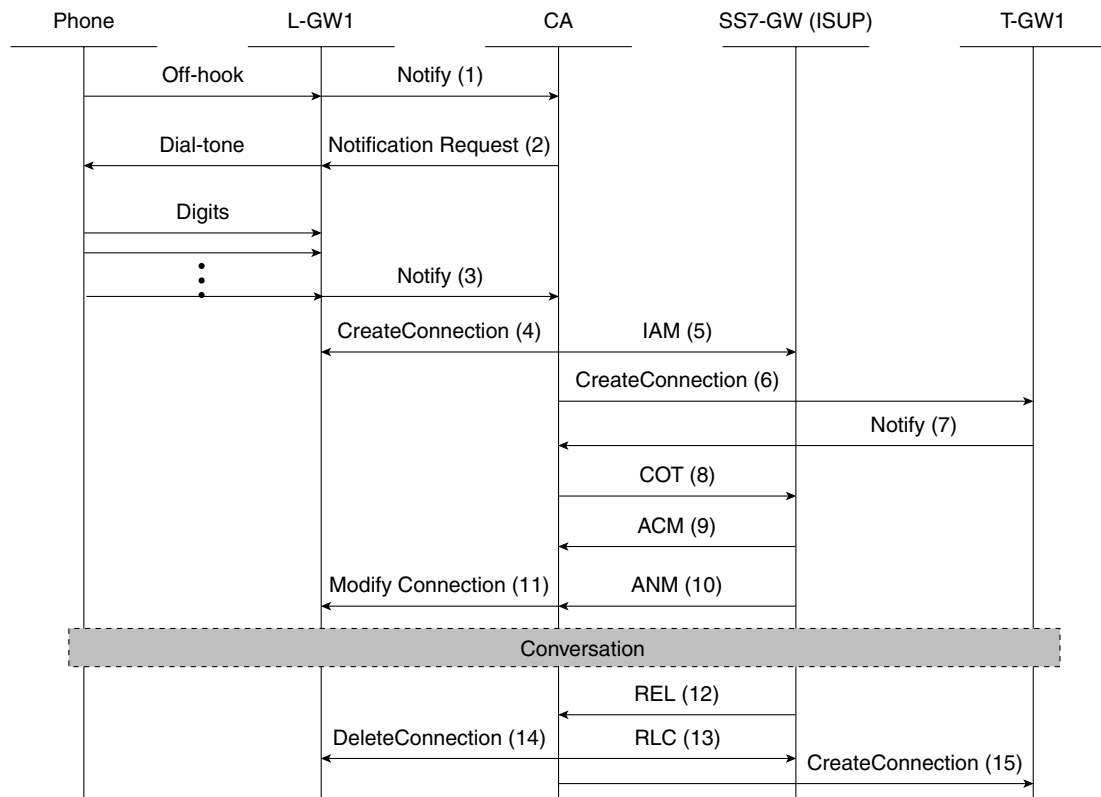 Phone L-GW1 CA SS7-GW (ISUP) T-GW1
Off-hook Notify (1)
Dial-tone Notification Request (2)
Digits
Notify (3)
CreateConnection (4) IAM (5)
CreateConnection (6)
Notify (7)
COT (8)
ACM (9)
Modify Connection (11) ANM (10)
Conversation
REL (12)
DeleteConnection (14) RLC (13)
CreateConnection (15)